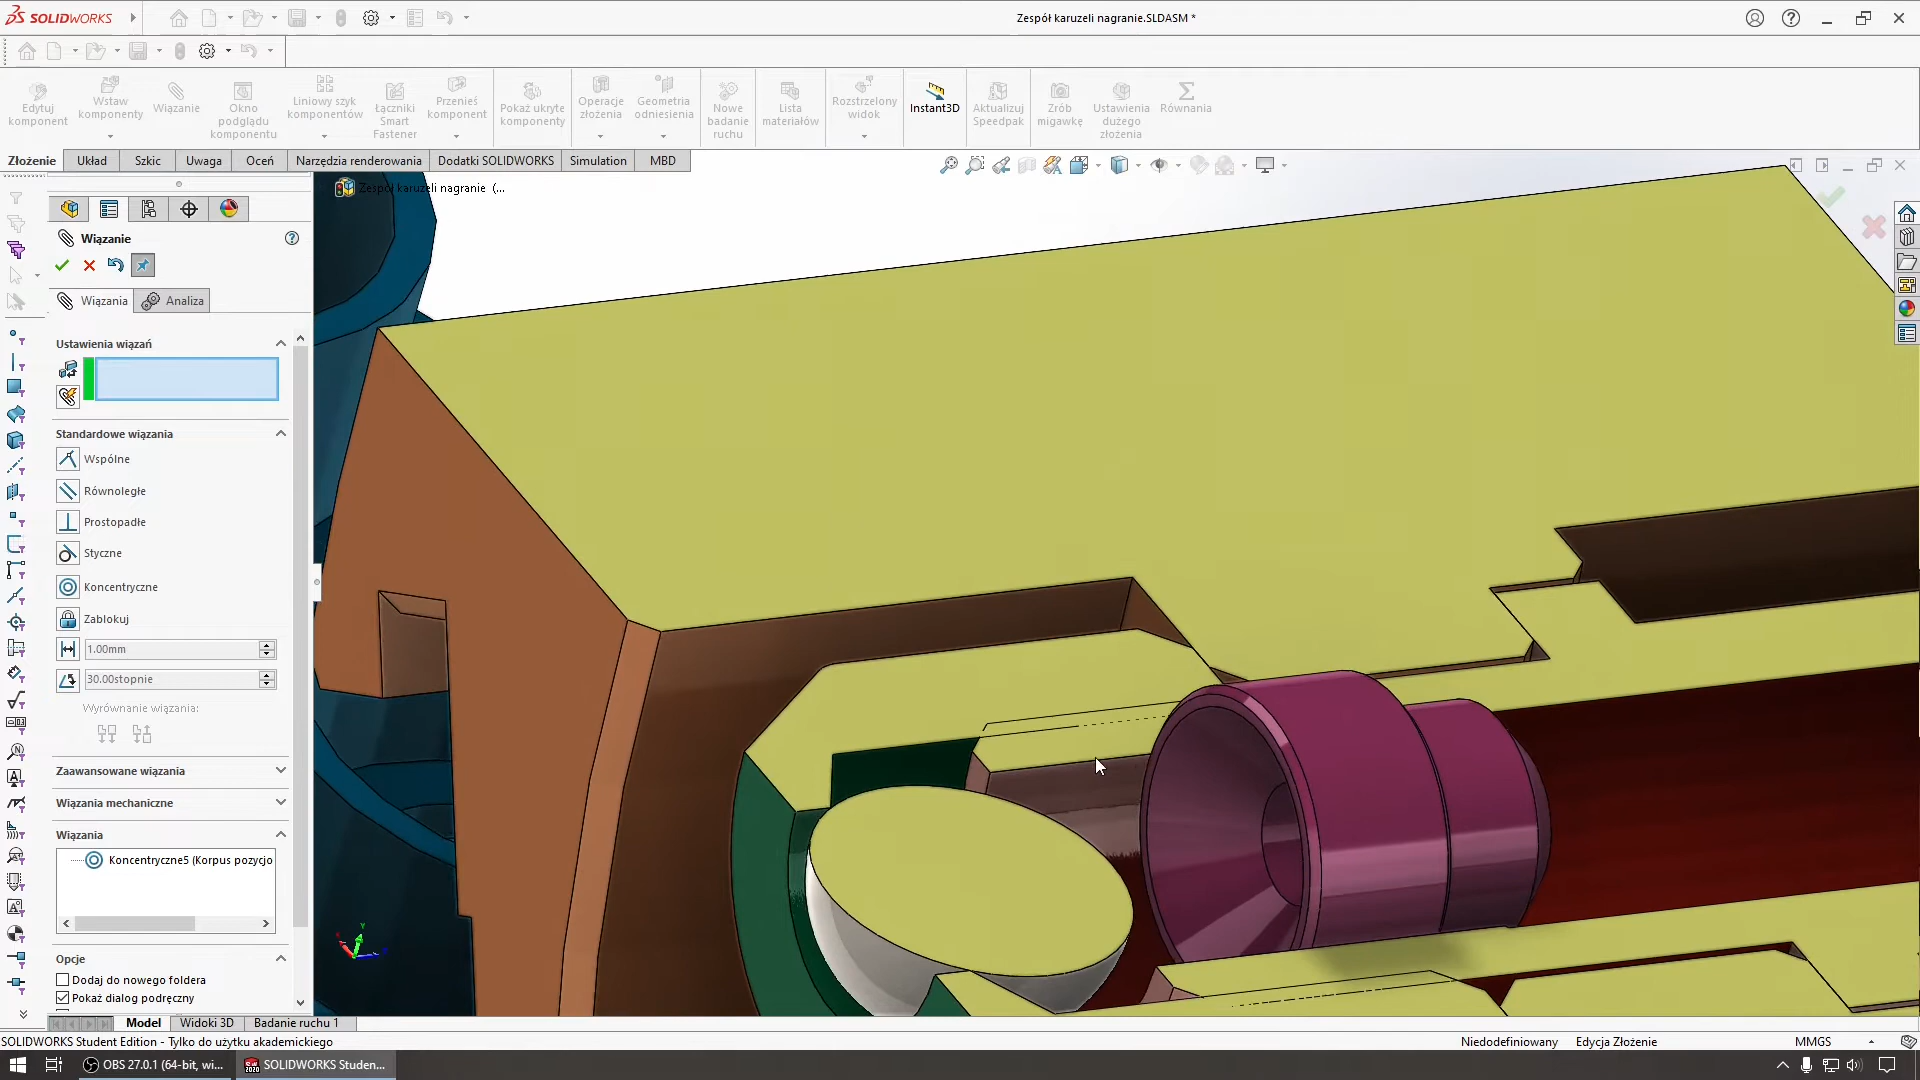 SOLIDWORKS
Zespół karuzeli nagranie.SLDASM *
Edytuj komponent
Wstaw komponenty
Wiązanie
Okno podglądu komponentu
Liniowy szyk komponentów
Łączniki Smart Fastener
Przenieś komponent
Pokaż ukryte komponenty
Operacje złożenia
Geometria odniesienia
Nowe badanie ruchu
Lista materiałów
Rozstrzelony widok
Instant3D
Aktualizuj Speedpak
Zrób migawkę
Ustawienia dużego złożenia
Równania
Złożenie
Układ
Szkic
Uwaga
Oceń
Narzędzia renderowania
Dodatki SOLIDWORKS
Simulation
MBD
Zespół karuzeli nagranie (...
Wiązanie
Wiązania
Analiza
Ustawienia wiązań
Standardowe wiązania
Wspólne
Równoległe
Prostopadłe
Styczne
Koncentryczne
Zablokuj
1.00mm
30.00stopnie
Wyrównanie wiązania:
Zaawansowane wiązania
Wiązania mechaniczne
Wiązania
Koncentryczne5 (Korpus pozycjo
Opcje
Dodaj do nowego foldera
Pokaż dialog podręczny
Model
Widoki 3D
Badanie ruchu 1
SOLIDWORKS Student Edition - Tylko do użytku akademickiego
Niedodefiniowany
Edycja Złożenie
MMGS
OBS 27.0.1 (64-bit, wi...
SOLIDWORKS Studen...